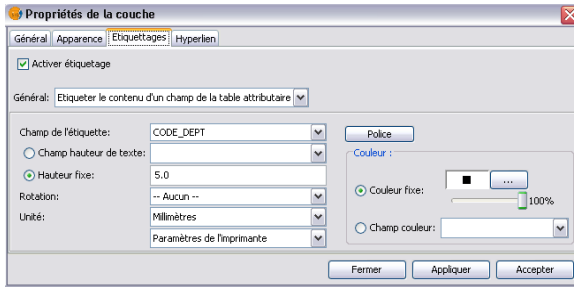 Propriétés de la couche
Général Apparence Etiquettages Hyperlien
Activer étiquetage
Général: Etiqueter le contenu d'un champ de la table attributaire
Champ de l'étiquette: CODE_DEPT Police
Champ hauteur de texte: Couleur :
Hauteur fixe: 5.0 Couleur fixe: ...
Rotation: -- Aucun -- 100%
Unité: Milimètres Champ couleur:
Paramètres de l'imprimante
Fermer Appliquer Accepter